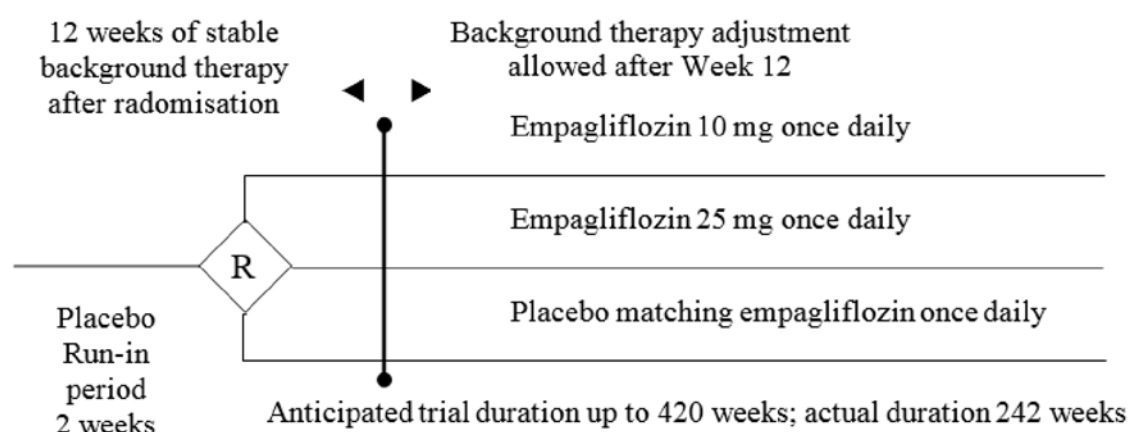 12 weeks of stable
background therapy
after radomisation
Background therapy adjustment
allowed after Week 12
Empagliflozin 10 mg once daily
Empagliflozin 25 mg once daily
R
Placebo matching empagliflozin once daily
Placebo
Run-in
period
2 weeks
Anticipated trial duration up to 420 weeks; actual duration 242 weeks